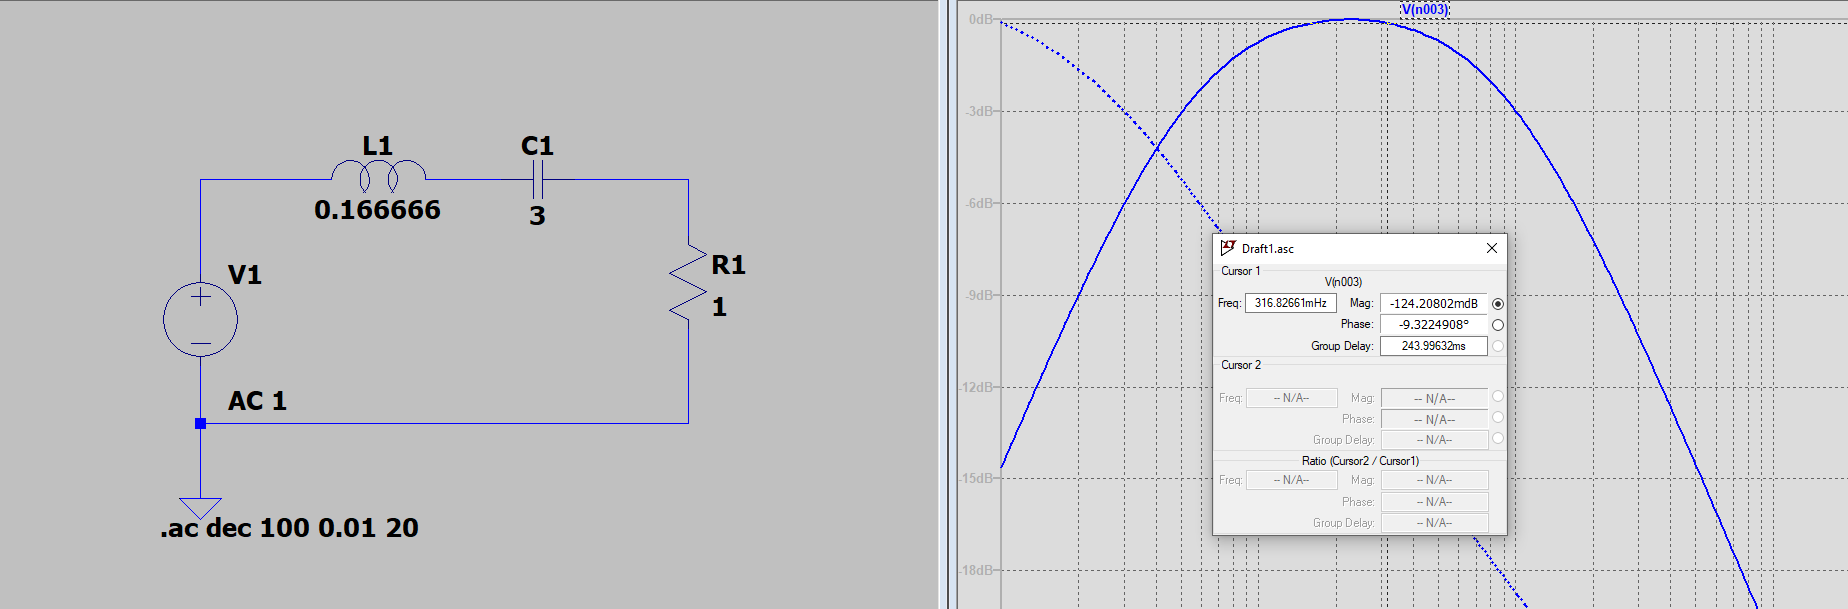 L1
0.166666
C1
3
V1
AC 1
R1
1
.ac dec 100 0.01 20
V(n003)
0dB
-3dB
-6dB
-9dB
-12dB
-15dB
-18dB
Draft1.asc
Cursor 1
V(n003)
Freq: 316.82661mHz Mag: -124.20802mdB
Phase: -9.3224908°
Group Delay: 243.99632ms
Cursor 2
Freq: -- N/A-- Mag: -- N/A--
Phase: -- N/A--
Group Delay: -- N/A--
Ratio (Cursor2 / Cursor1)
Freq: -- N/A-- Mag: -- N/A--
Phase: -- N/A--
Group Delay: -- N/A--